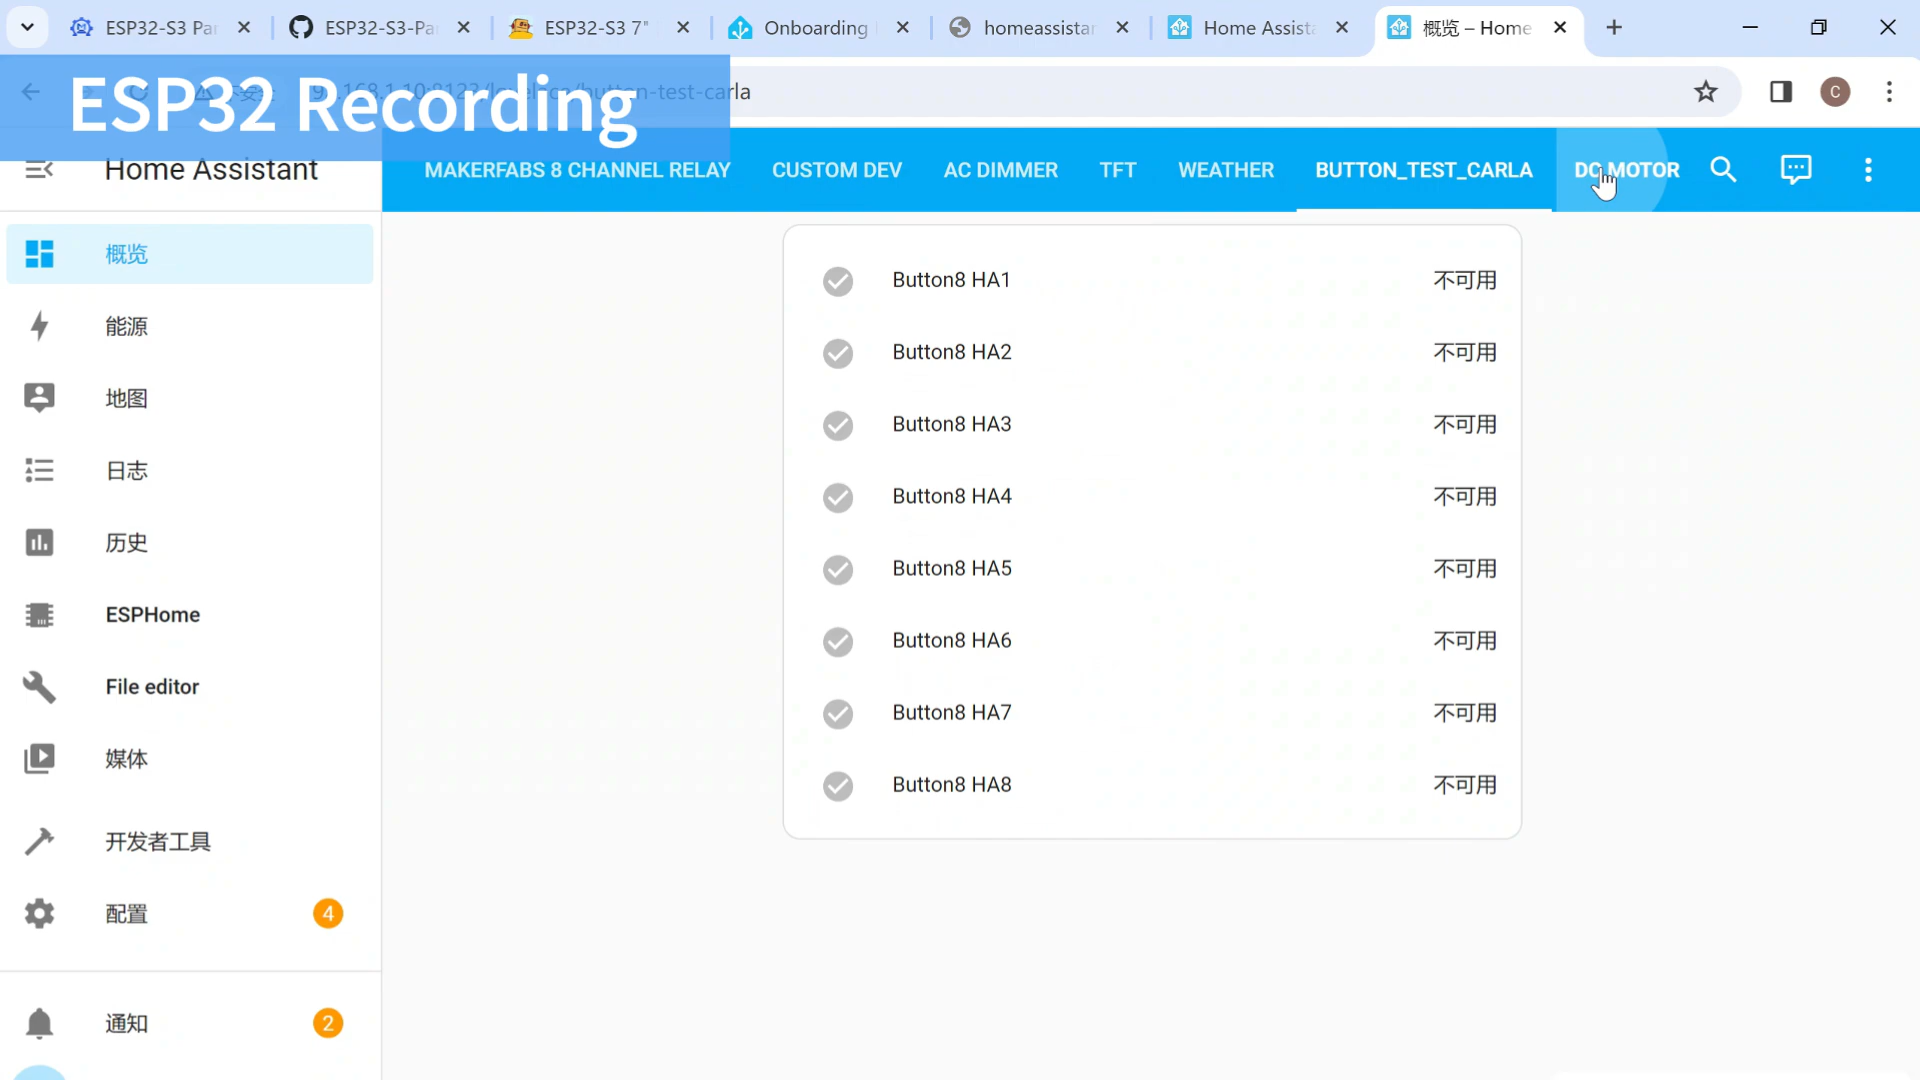 ESP32-S3 Par
ESP32-S3-Pa
ESP32-S3 7"
Onboarding
homeassistan
Home Assista
概览 – Home
ESP32 Recording
button-test-carla
C
Home Assistant
MAKERFABS 8 CHANNEL RELAY
CUSTOM DEV
AC DIMMER
TFT
WEATHER
BUTTON_TEST_CARLA
DC MOTOR
概览
能源
地图
日志
历史
ESPHome
File editor
媒体
开发者工具
配置
4
通知
2
Button8 HA1 不可用
Button8 HA2 不可用
Button8 HA3 不可用
Button8 HA4 不可用
Button8 HA5 不可用
Button8 HA6 不可用
Button8 HA7 不可用
Button8 HA8 不可用